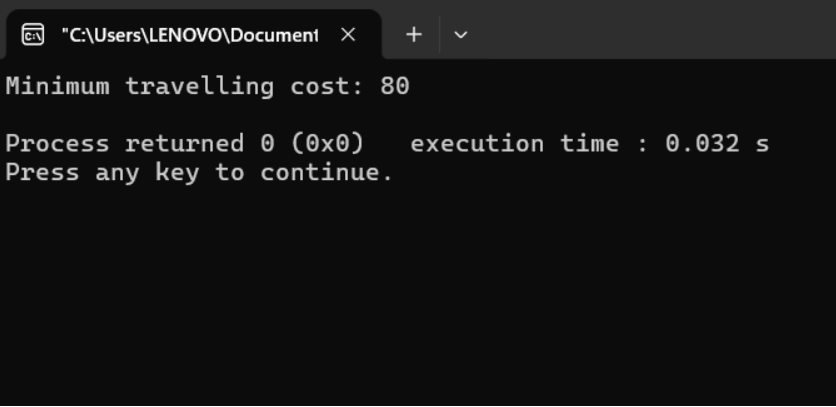 "C:\Users\LENOVO\Document
Minimum travelling cost: 80
Process returned 0 (0x0)   execution time : 0.032 s
Press any key to continue.